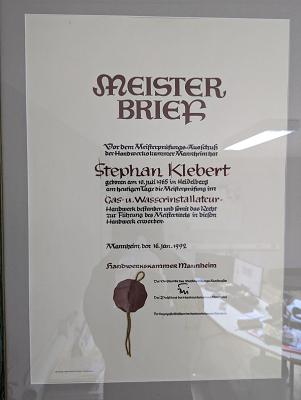 MEISTER
BRIEF
Vor dem Meisterprüfungs-Ausschuß
der Handwerkskammer Mannheim hat
Stephan Klebert
geboren am 18. Juli 1965 in Heidelberg
am heutigen Tage die Meisterprüfung im
Gas- u. Wasserinstallateur-
Handwerk bestanden und somit das Recht
zur Führung des Meistertitels in diesem
Handwerk erworben.
Mannheim, den 16. Jan. 1992
Handwerkskammer Mannheim